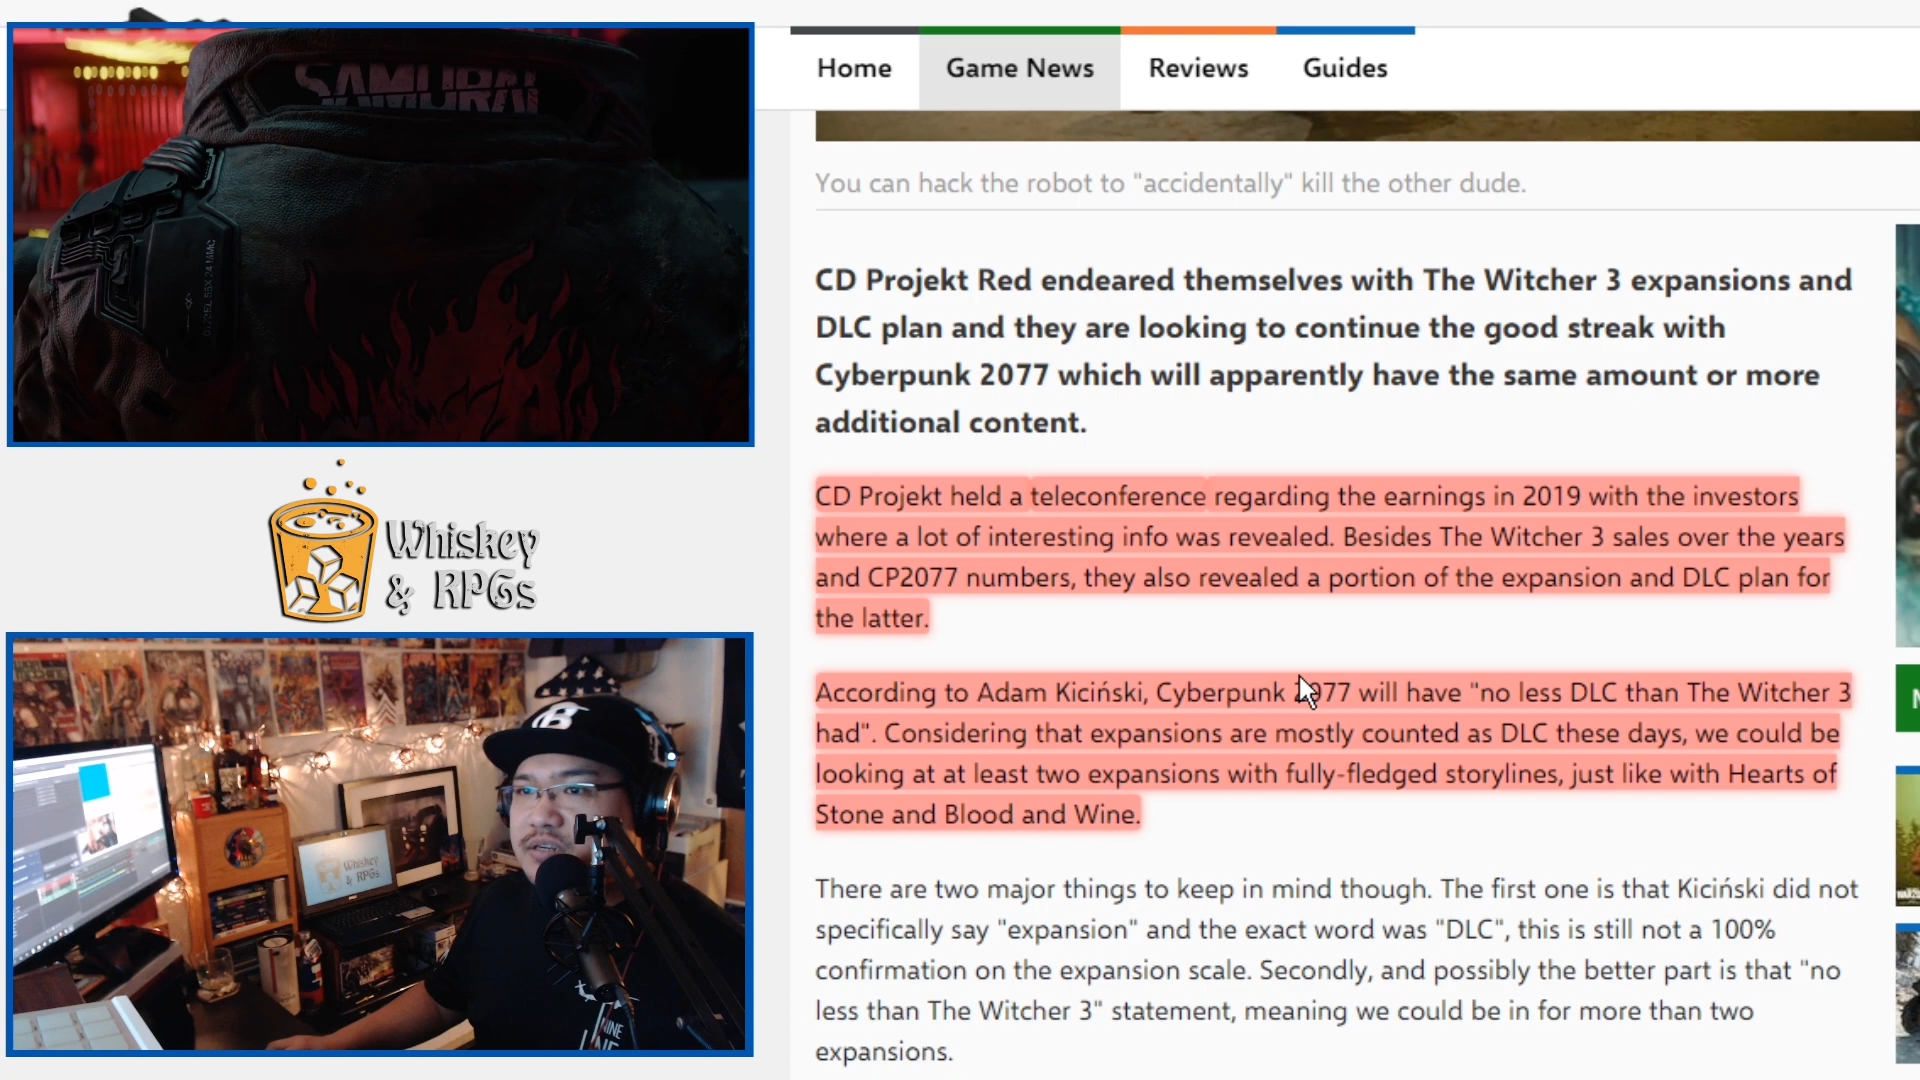 SAMURAI
Home
Game News
Reviews
Guides
You can hack the robot to "accidentally" kill the other dude.
CD Projekt Red endeared themselves with The Witcher 3 expansions and
DLC plan and they are looking to continue the good streak with
Cyberpunk 2077 which will apparently have the same amount or more
additional content.
CD Projekt held a teleconference regarding the earnings in 2019 with the investors
where a lot of interesting info was revealed. Besides The Witcher 3 sales over the years
and CP2077 numbers, they also revealed a portion of the expansion and DLC plan for
the latter.
According to Adam Kiciński, Cyberpunk 2077 will have "no less DLC than The Witcher 3
had". Considering that expansions are mostly counted as DLC these days, we could be
looking at at least two expansions with fully-fledged storylines, just like with Hearts of
Stone and Blood and Wine.
There are two major things to keep in mind though. The first one is that Kiciński did not
specifically say "expansion" and the exact word was "DLC", this is still not a 100%
confirmation on the expansion scale. Secondly, and possibly the better part is that "no
less than The Witcher 3" statement, meaning we could be in for more than two
expansions.
Whiskey
& RPGs
Whiskey
& RPGs